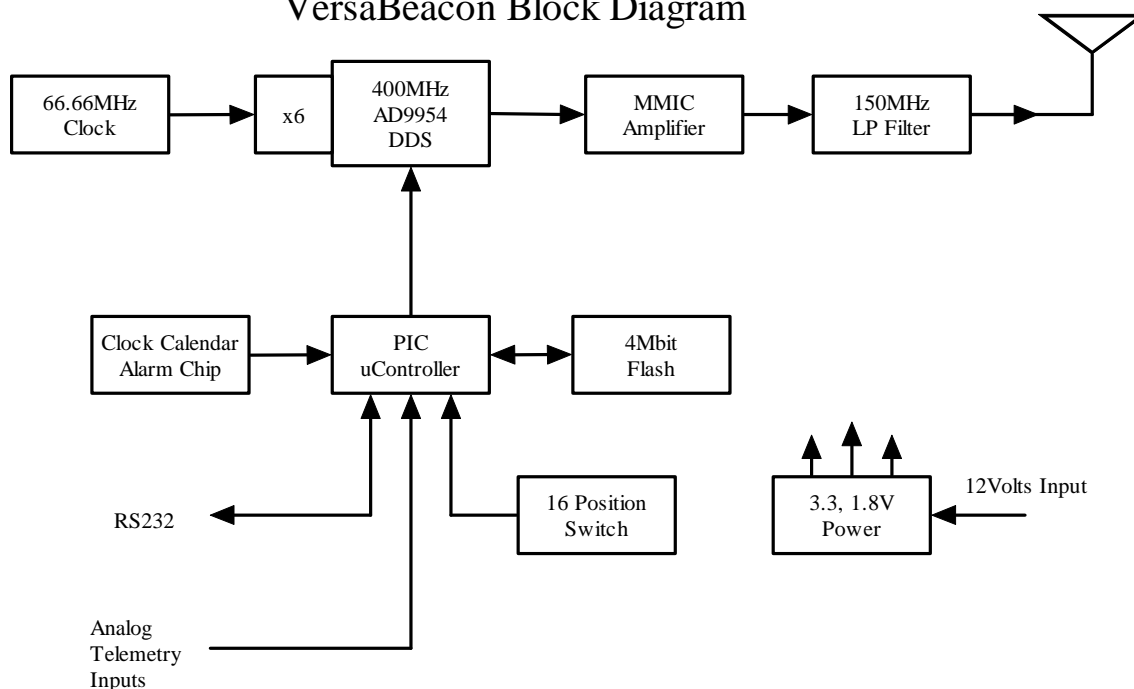 VersaBeacon Block Diagram
66.66MHz
Clock
x6
400MHz
AD9954
DDS
MMIC
Amplifier
150MHz
LP Filter
Clock Calendar
Alarm Chip
PIC
uController
4Mbit
Flash
RS232
16 Position
Switch
3.3, 1.8V
Power
12Volts Input
Analog
Telemetry
Inputs